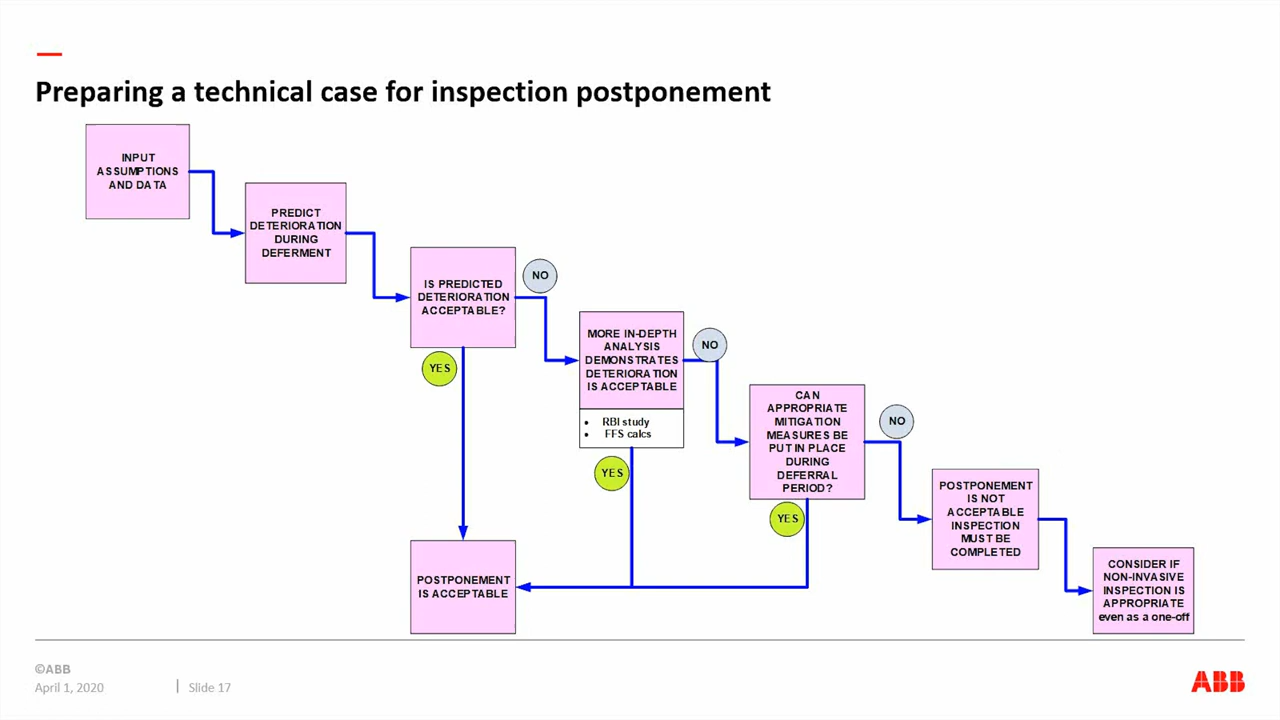 Preparing a technical case for inspection postponement
INPUT
ASSUMPTIONS
AND DATA
PREDICT
DETERIORATION
DURING
DEFERMENT
IS PREDICTED
DETERIORATION
ACCEPTABLE?
NO
YES
MORE IN-DEPTH
ANALYSIS
DEMONSTRATES
DETERIORATION
IS ACCEPTABLE
• RBI study
• FFS calcs
NO
YES
CAN
APPROPRIATE
MITIGATION
MEASURES BE
PUT IN PLACE
DURING
DEFERRAL
PERIOD?
NO
YES
POSTPONEMENT
IS NOT
ACCEPTABLE
INSPECTION
MUST BE
COMPLETED
CONSIDER IF
NON-INVASIVE
INSPECTION IS
APPROPRIATE
even as a one-off
POSTPONEMENT
IS ACCEPTABLE
©ABB
April 1, 2020
Slide 17
ABB